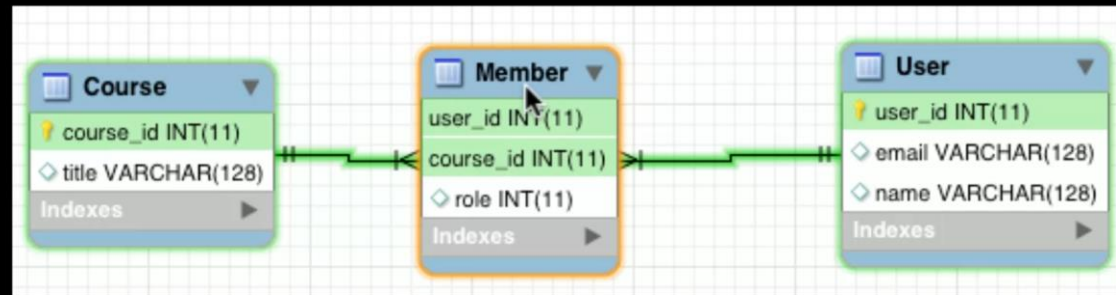 Course
course_id INT(11)
title VARCHAR(128)
Indexes
Member
user_id INT(11)
course_id INT(11)
role INT(11)
Indexes
User
user_id INT(11)
email VARCHAR(128)
name VARCHAR(128)
Indexes